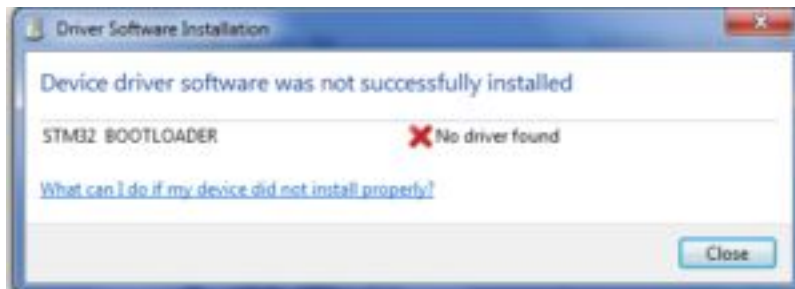 Driver Software Installation
Device driver software was not successfully installed
STM32 BOOTLOADER No driver found
What can I do if my device did not install properly?
Close